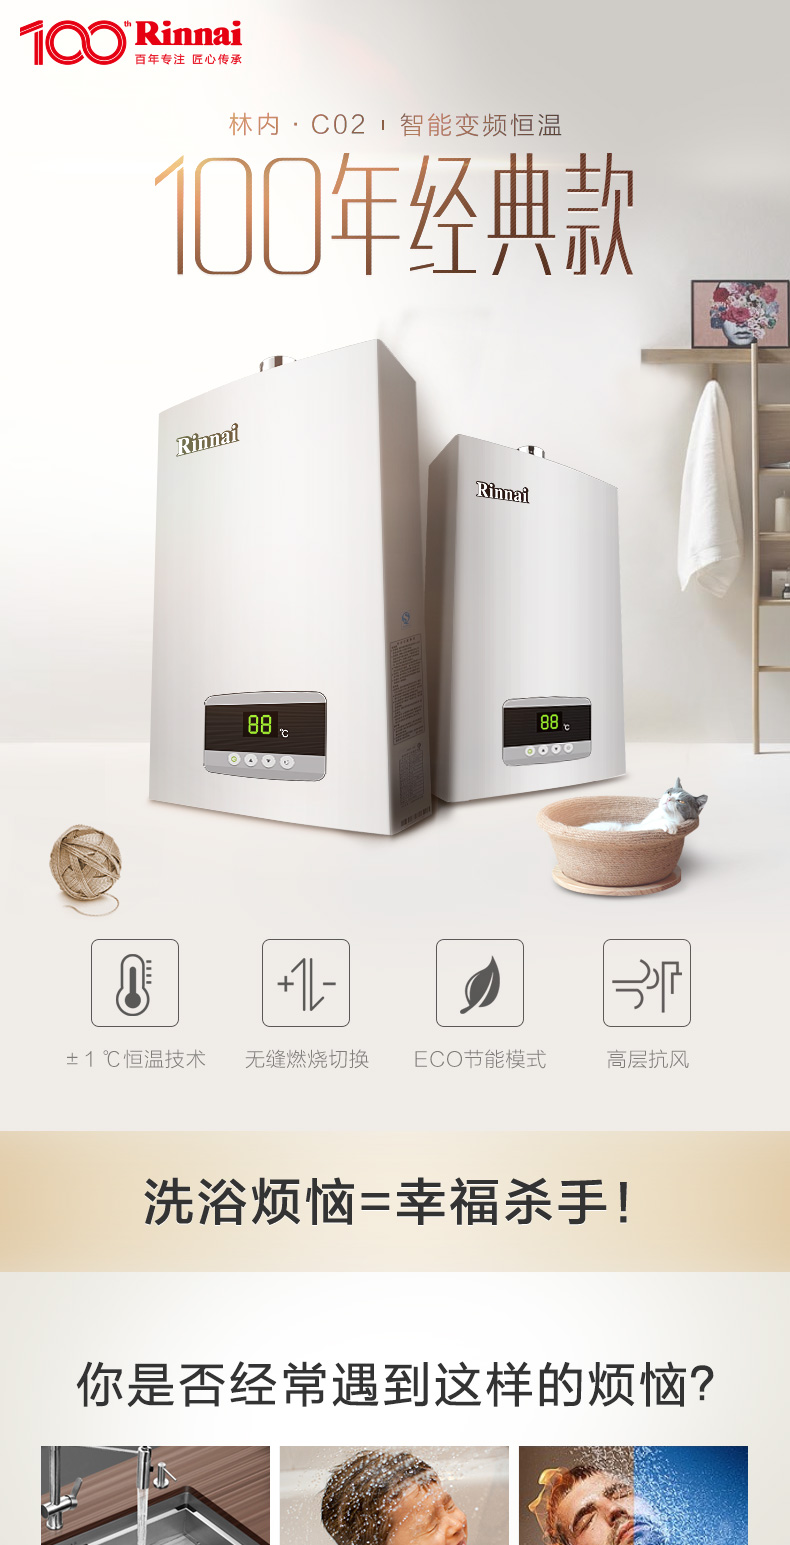 100th Rinnai
百年专注 匠心传承
林内·C02 智能变频恒温
100年经典款
Rinnai
Rinnai
88 ℃
88 ℃
±1℃恒温技术
无缝燃烧切换
ECO节能模式
高层抗风
洗浴烦恼=幸福杀手!
你是否经常遇到这样的烦恼?